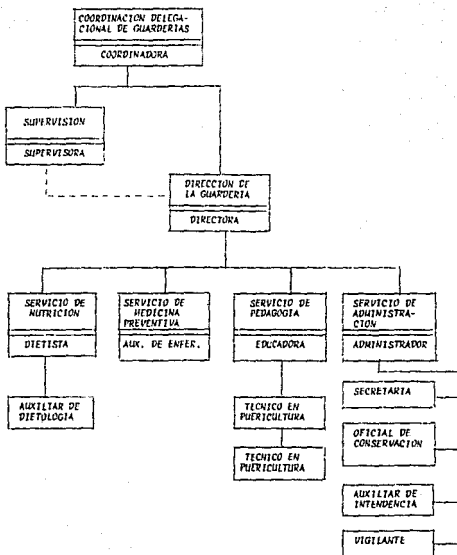 COORDINACION DELEGA-
CIONAL DE GUARDERIAS
COORDINADORA
SUPERVISION
SUPERVISORA
DIRECCION DE
LA GUARDERIA
DIRECTORA
SERVICIO DE
NUTRICION
DIETISTA
SERVICIO DE
MEDICINA
PREVENTIVA
AUX. DE ENFER.
SERVICIO DE
PEDAGOGIA
EDUCADORA
SERVICIO DE
ADMINISTRA-
CION
ADMINISTRADOR
AUXILIAR DE
DIETOLOGIA
TECNICO EN
PUERICULTURA
TECNICO EN
PUERICULTURA
SECRETARIA
OFICIAL DE
CONSERVACION
AUXILIAR DE
INTENDENCIA
VIGILANTE